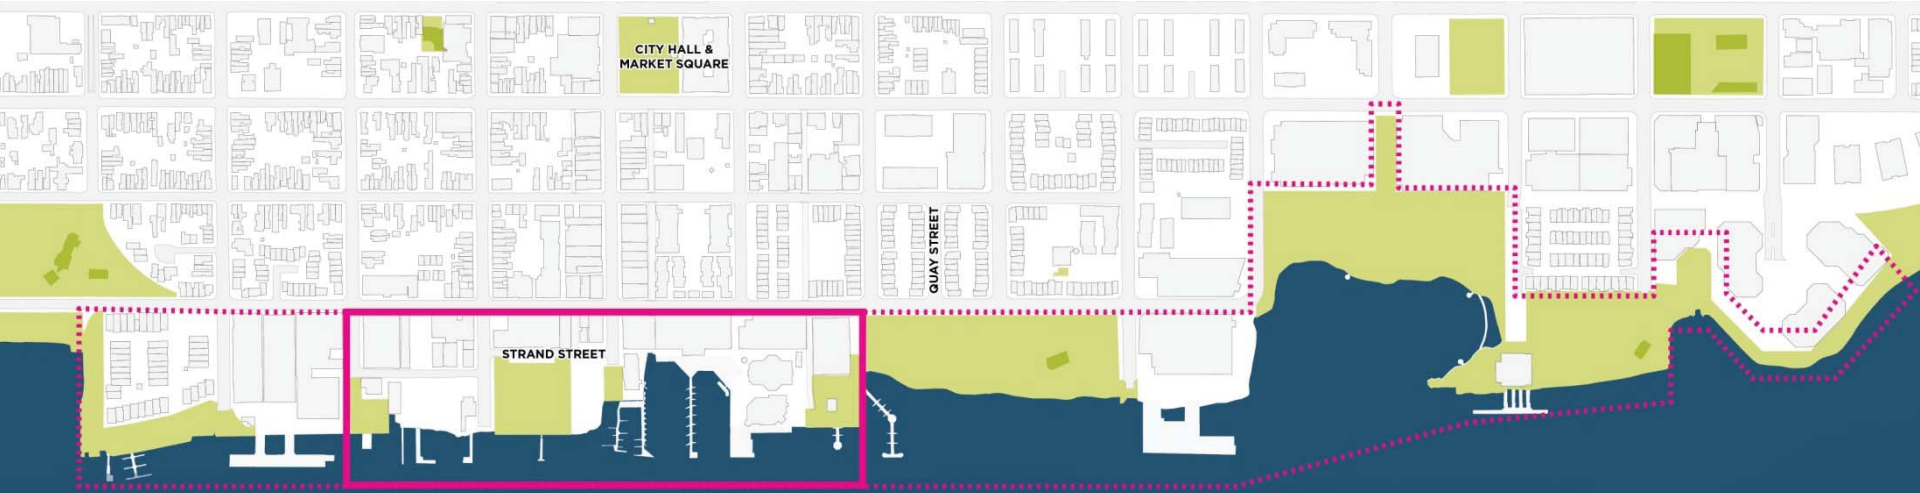 CITY HALL &
MARKET SQUARE
QUAY STREET
STRAND STREET